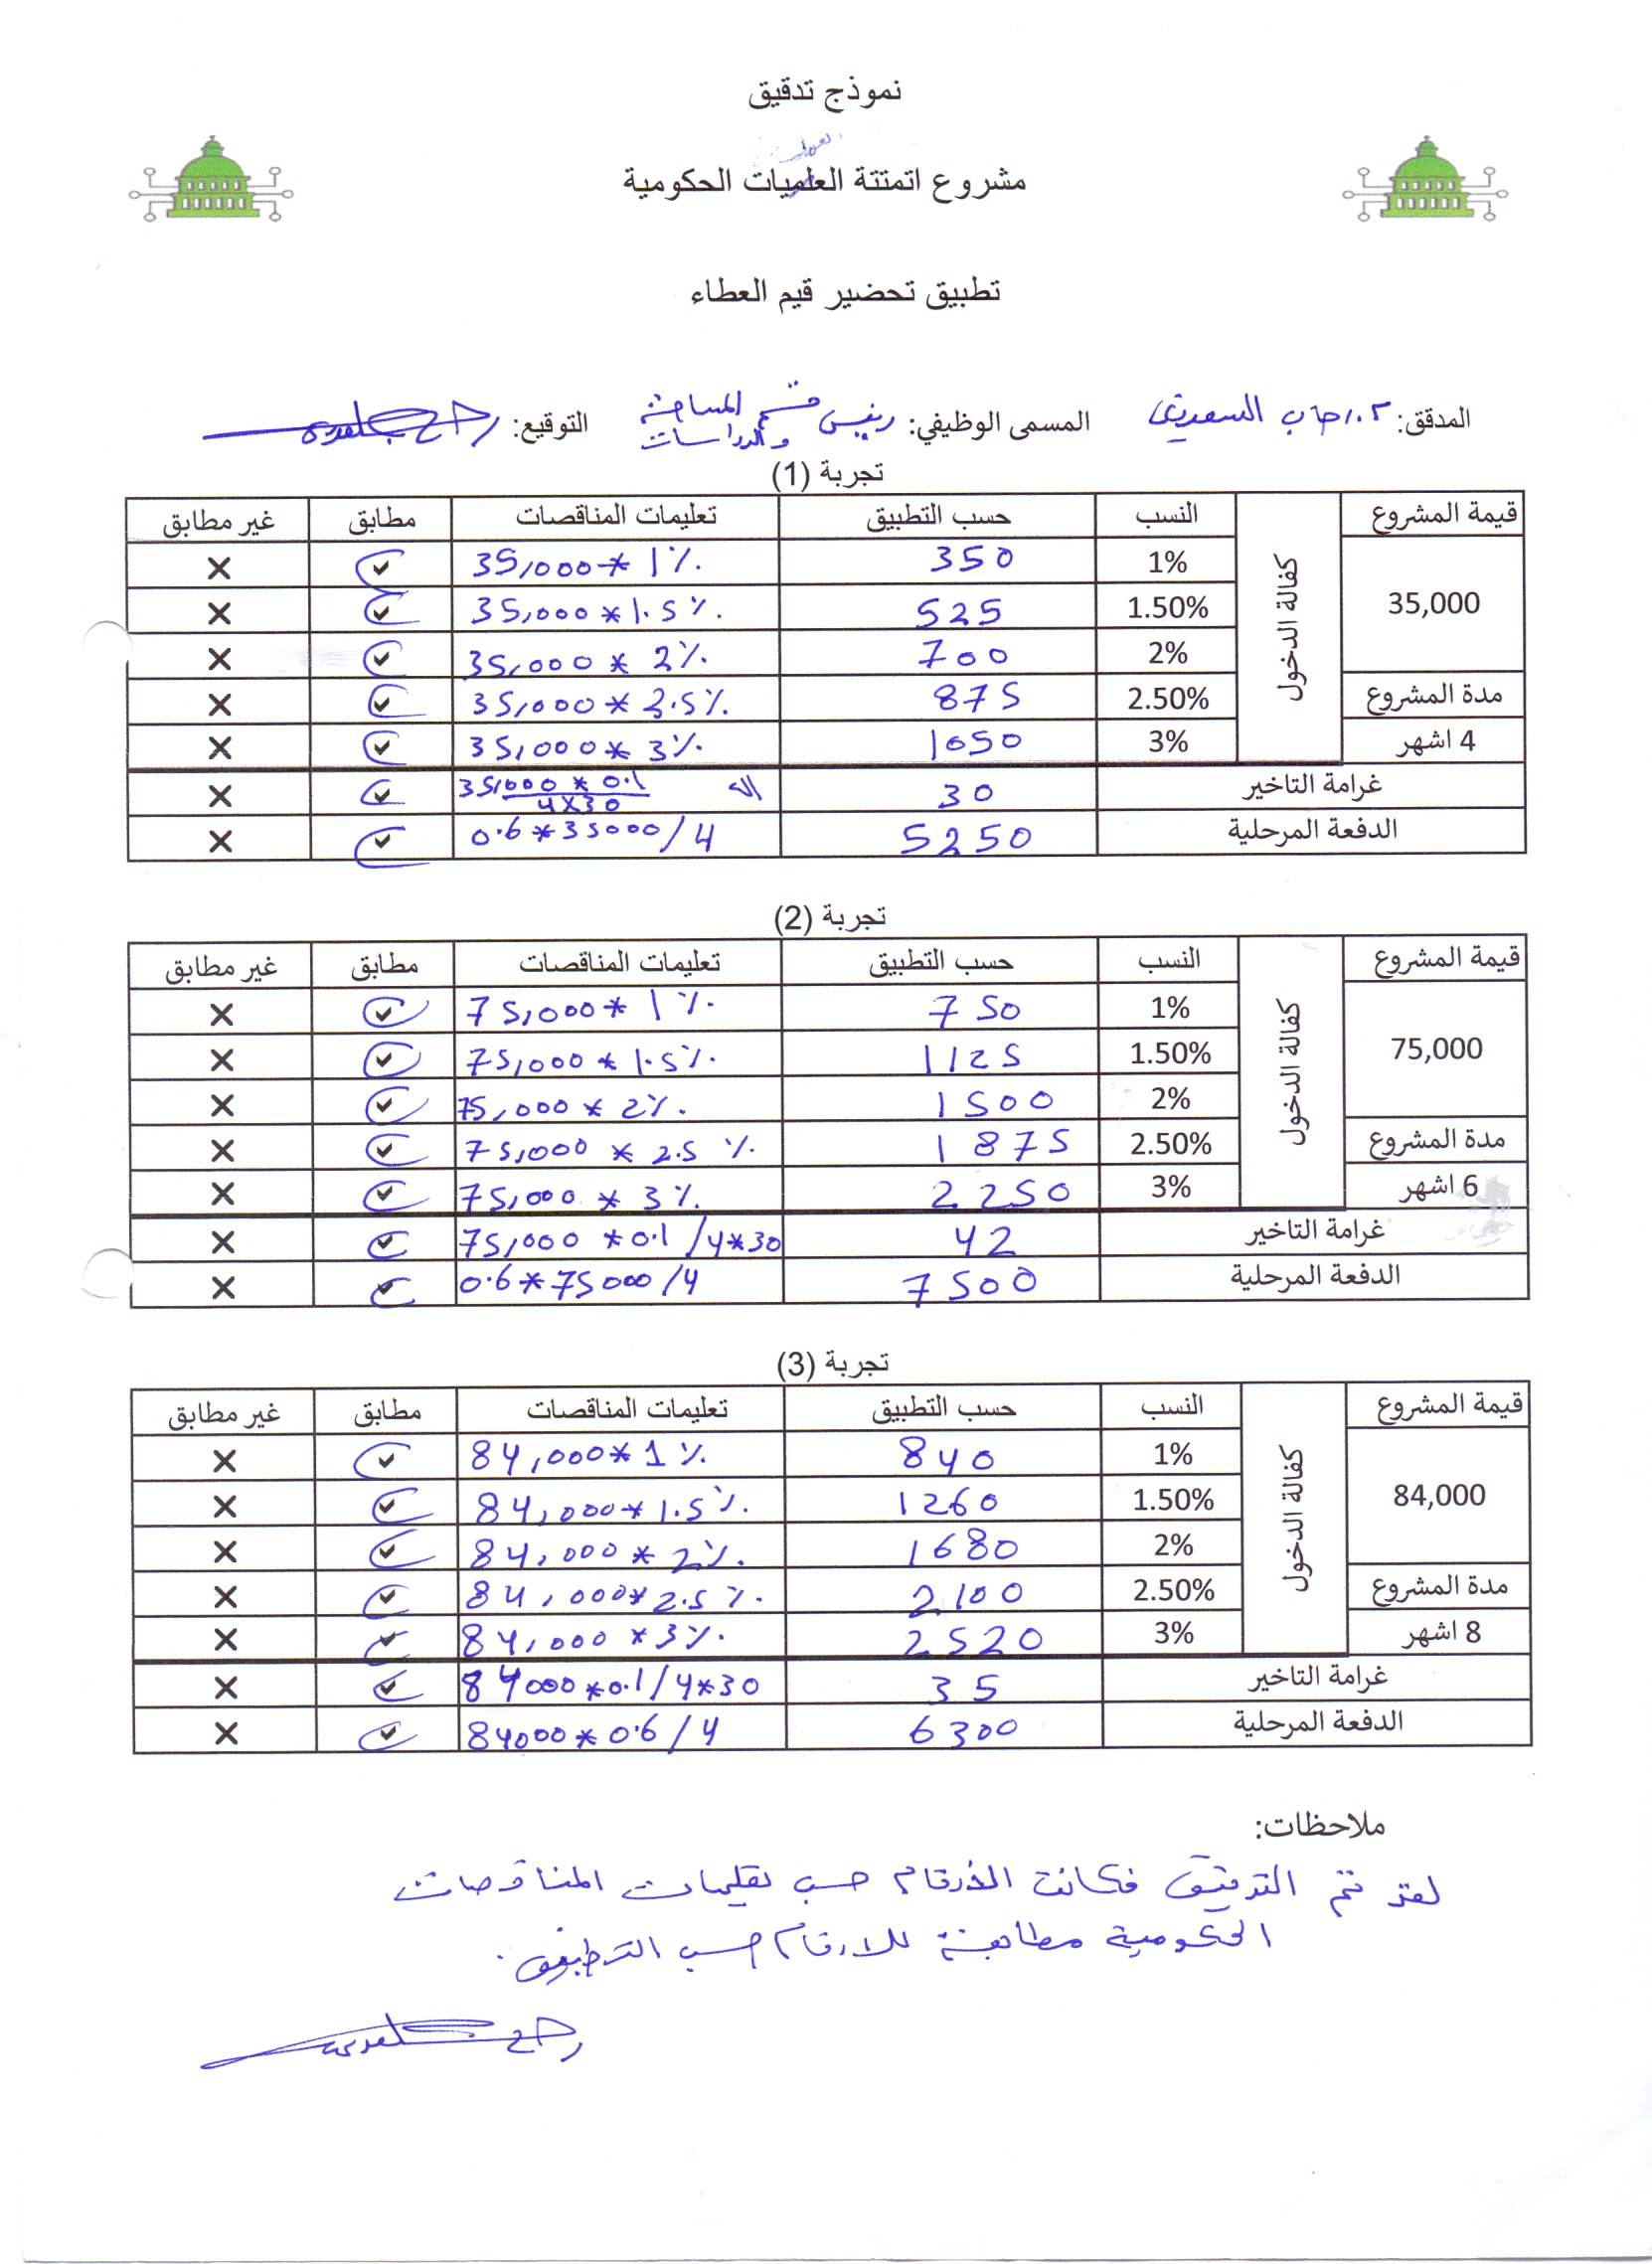 نموذج تدقيق
مشروع اتمتتة العلميات الحكومية
تطبيق تحضير قيم العطاء
المدقق: م. رحاب السعديني المسمى الوظيفي: رئيس قسم المساحة والدراسات التوقيع:
تجربة (1)
قيمة المشروع كفالة الدخول النسب حسب التطبيق تعليمات المناقصات مطابق غير مطابق
35,000 1% 350 35,000 * 1% ✔ ✕
1.50% 525 35,000 * 1.5% ✔ ✕
2% 700 35,000 * 2% ✔ ✕
مدة المشروع 2.50% 875 35,000 * 2.5% ✔ ✕
4 اشهر 3% 1050 35,000 * 3% ✔ ✕
غرامة التاخير 30 35,000 * 0.1 / 4X30 ✔ ✕
الدفعة المرحلية 5250 0.6 * 35000/4 ✔ ✕
تجربة (2)
قيمة المشروع كفالة الدخول النسب حسب التطبيق تعليمات المناقصات مطابق غير مطابق
75,000 1% 750 75,000 * 1% ✔ ✕
1.50% 1125 75,000 * 1.5% ✔ ✕
2% 1500 75,000 * 2% ✔ ✕
مدة المشروع 2.50% 1875 75,000 * 2.5 % ✔ ✕
6 اشهر 3% 2250 75,000 * 3% ✔ ✕
غرامة التاخير 42 75,000 *0.1 /4*30 ✔ ✕
الدفعة المرحلية 7500 0.6*75000/4 ✔ ✕
تجربة (3)
قيمة المشروع كفالة الدخول النسب حسب التطبيق تعليمات المناقصات مطابق غير مطابق
84,000 1% 840 84,000* 1 % ✔ ✕
1.50% 1260 84,000* 1.5% ✔ ✕
2% 1680 84,000 * 2% ✔ ✕
مدة المشروع 2.50% 2100 84,000* 2.5 % ✔ ✕
8 اشهر 3% 2520 84,000 *3% ✔ ✕
غرامة التاخير 35 84000 *0.1/4*30 ✔ ✕
الدفعة المرحلية 6300 84000* 0.6/4 ✔ ✕
ملاحظات:
لقد تم التدقيق فكانت الأرقام حسب تعليمات المناقصات
الحكومية مطابقة للارقام حسب التطبيق.